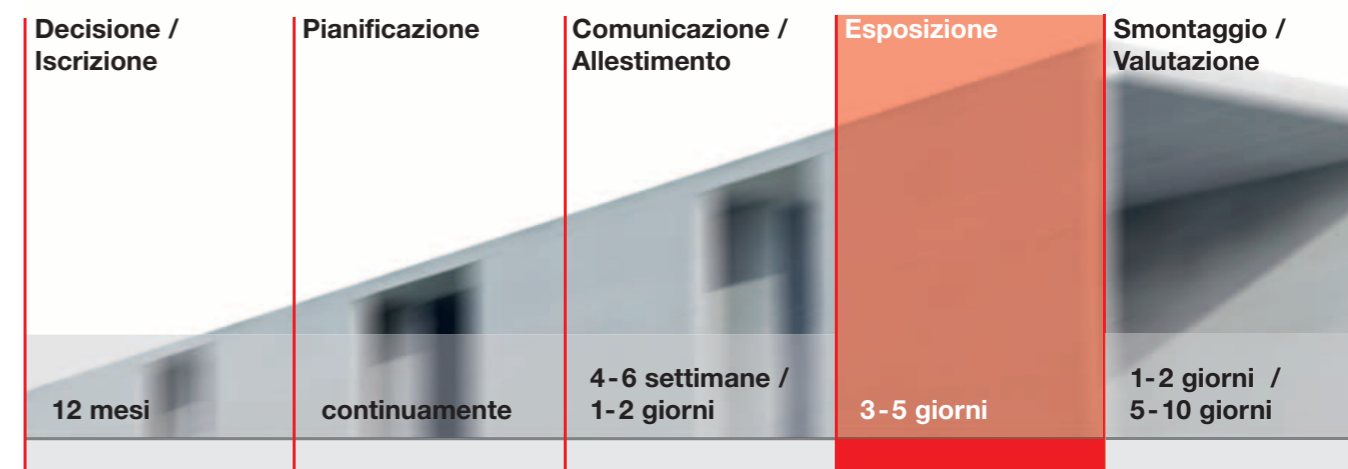 Decisione /
Iscrizione
Pianificazione
Comunicazione /
Allestimento
Esposizione
Smontaggio /
Valutazione
12 mesi
continuamente
4-6 settimane /
1-2 giorni
3-5 giorni
1-2 giorni /
5-10 giorni